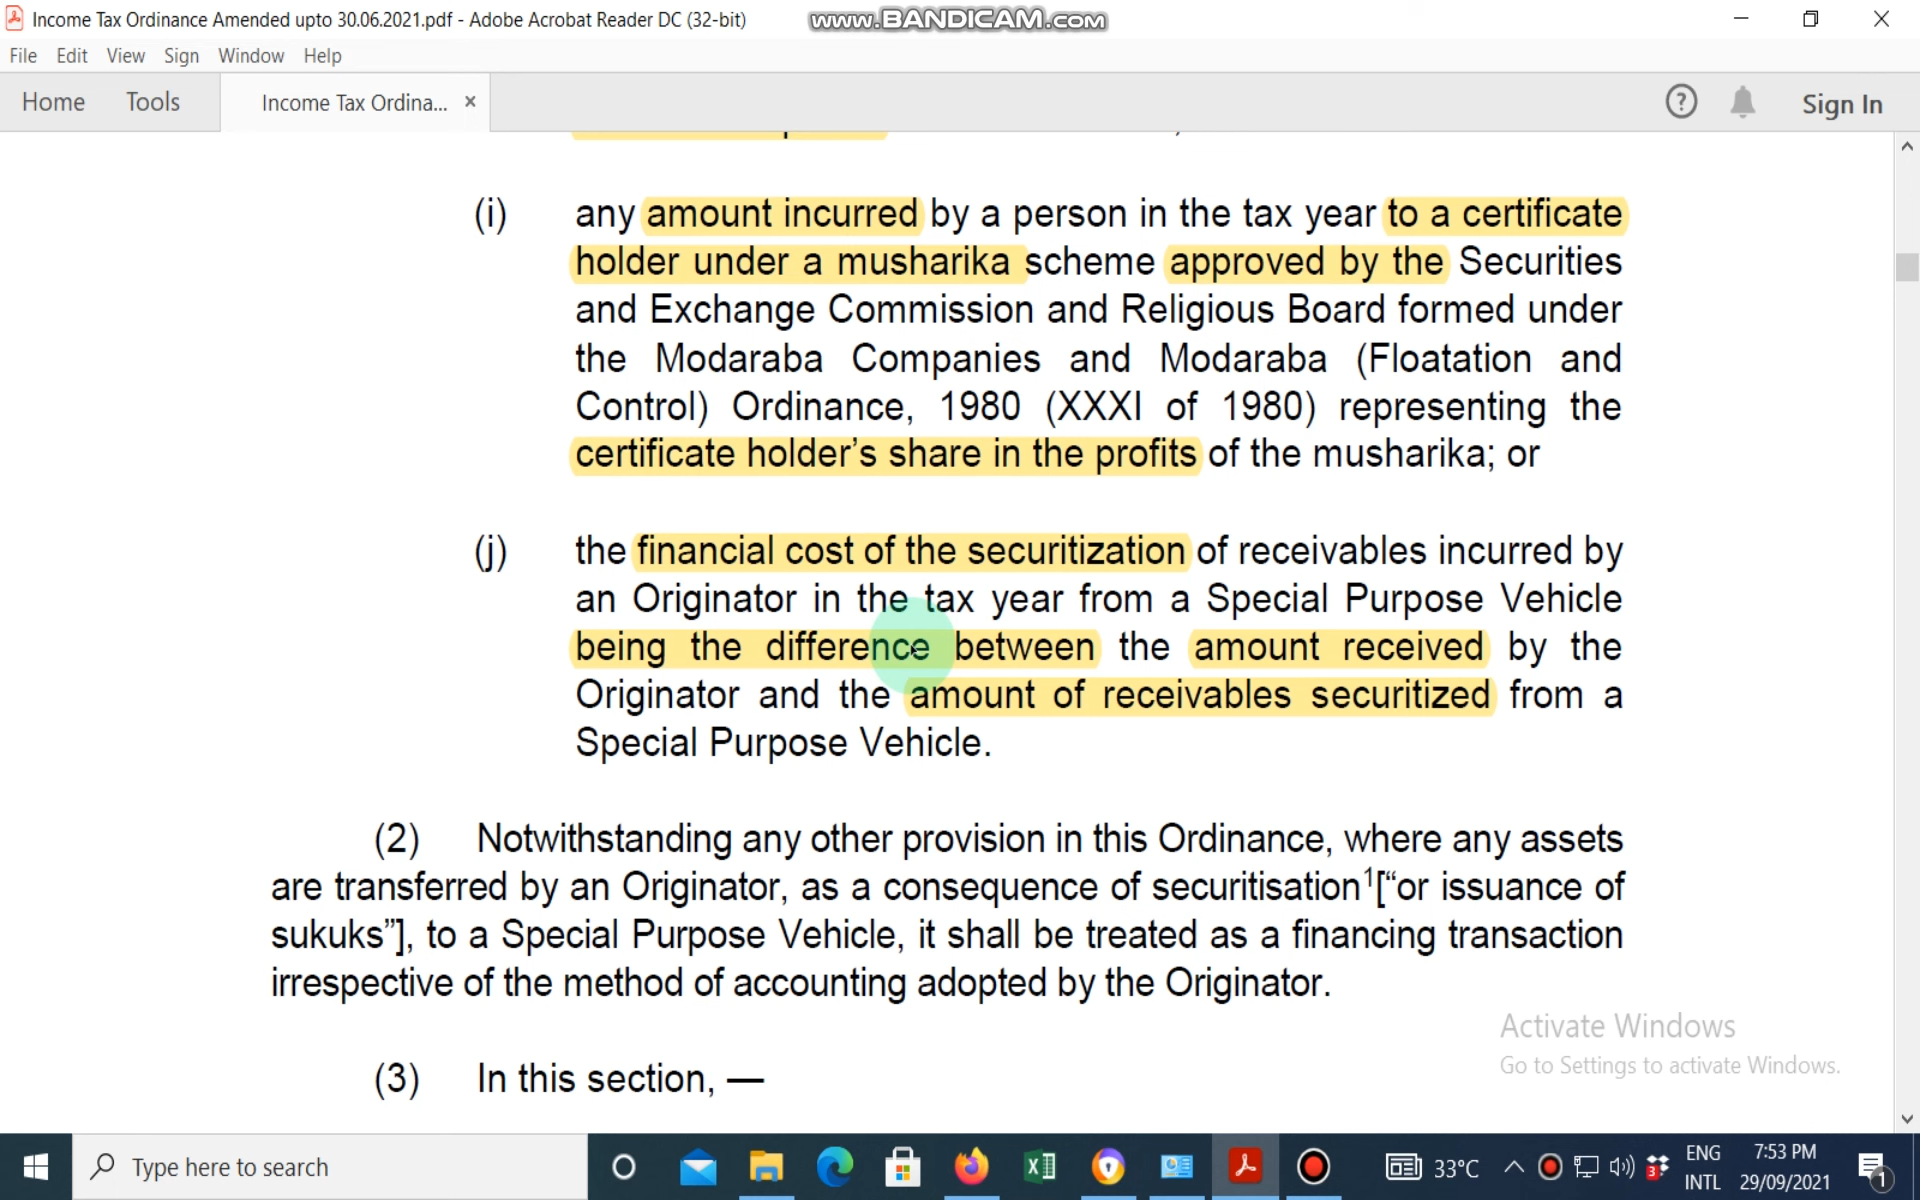 Income Tax Ordinance Amended upto 30.06.2021.pdf - Adobe Acrobat Reader DC (32-bit)
www.BANDICAM.com
File Edit View Sign Window Help
Home Tools Income Tax Ordina... × Sign In
(i) any amount incurred by a person in the tax year to a certificate
holder under a musharika scheme approved by the Securities
and Exchange Commission and Religious Board formed under
the Modaraba Companies and Modaraba (Floatation and
Control) Ordinance, 1980 (XXXI of 1980) representing the
certificate holder’s share in the profits of the musharika; or
(j) the financial cost of the securitization of receivables incurred by
an Originator in the tax year from a Special Purpose Vehicle
being the difference between the amount received by the
Originator and the amount of receivables securitized from a
Special Purpose Vehicle.
(2) Notwithstanding any other provision in this Ordinance, where any assets
are transferred by an Originator, as a consequence of securitisation¹[“or issuance of
sukuks”], to a Special Purpose Vehicle, it shall be treated as a financing transaction
irrespective of the method of accounting adopted by the Originator.
(3) In this section, —
Activate Windows
Go to Settings to activate Windows.
Type here to search
33°C
ENG
INTL
7:53 PM
29/09/2021
1